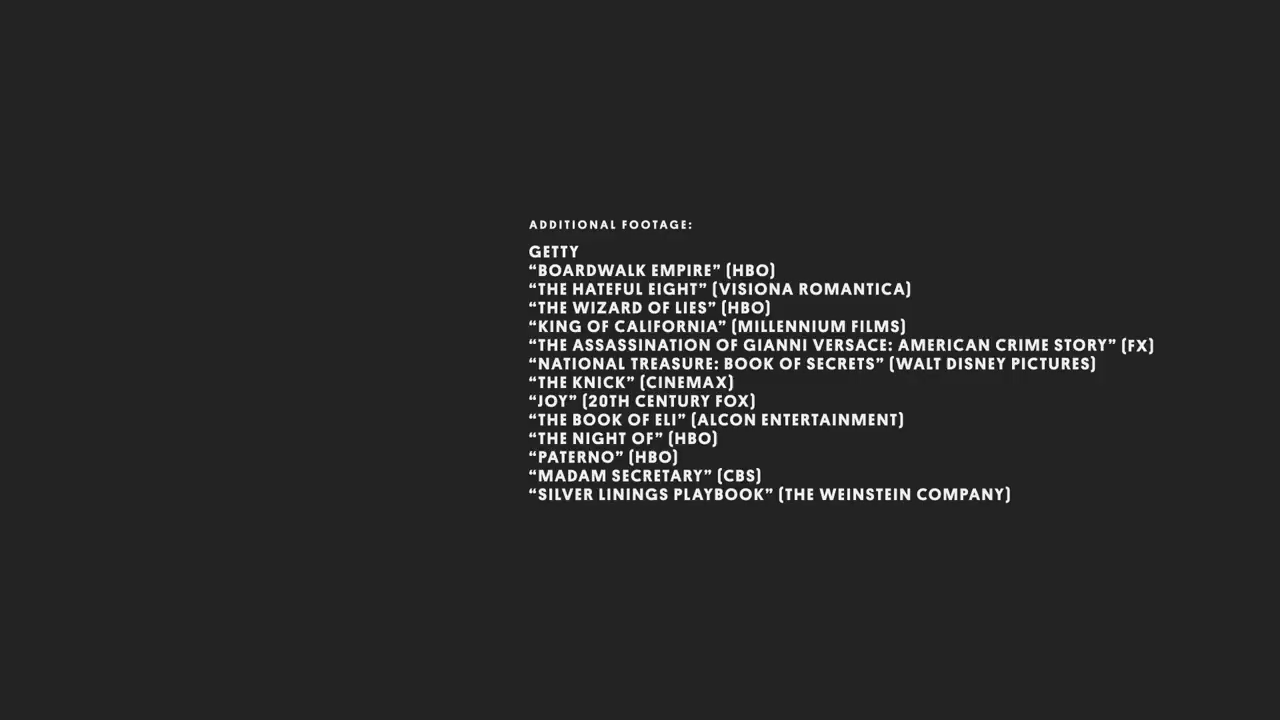 ADDITIONAL FOOTAGE:
GETTY
“BOARDWALK EMPIRE” (HBO)
“THE HATEFUL EIGHT” (VISIONA ROMANTICA)
“THE WIZARD OF LIES” (HBO)
“KING OF CALIFORNIA” (MILLENNIUM FILMS)
“THE ASSASSINATION OF GIANNI VERSACE: AMERICAN CRIME STORY” (FX)
“NATIONAL TREASURE: BOOK OF SECRETS” (WALT DISNEY PICTURES)
“THE KNICK” (CINEMAX)
“JOY” (20TH CENTURY FOX)
“THE BOOK OF ELI” (ALCON ENTERTAINMENT)
“THE NIGHT OF” (HBO)
“PATERNO” (HBO)
“MADAM SECRETARY” (CBS)
“SILVER LININGS PLAYBOOK” (THE WEINSTEIN COMPANY)